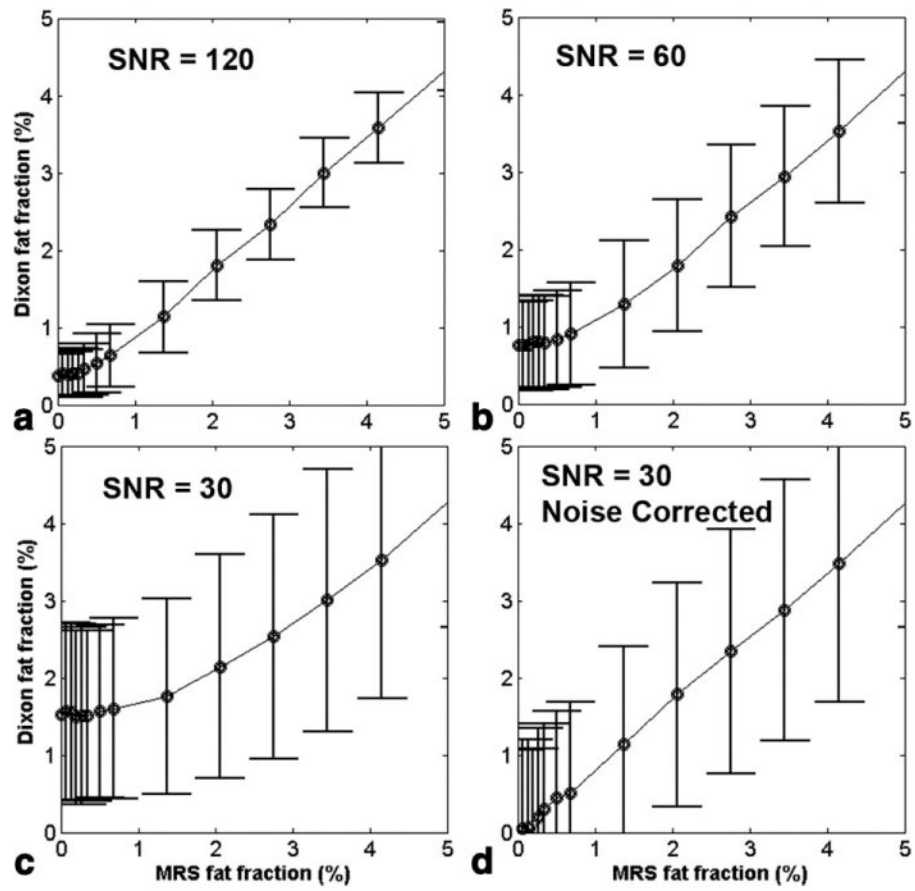 5
SNR = 120
4
3
2
1
0
0 1 2 3 4 5
Dixon fat fraction (%)
a
5
SNR = 60
4
3
2
1
0
0 1 2 3 4 5
b
5
SNR = 30
4
3
2
1
0
0 1 2 3 4 5
Dixon fat fraction (%)
MRS fat fraction (%)
c
5
SNR = 30
Noise Corrected
4
3
2
1
0
0 1 2 3 4 5
MRS fat fraction (%)
d